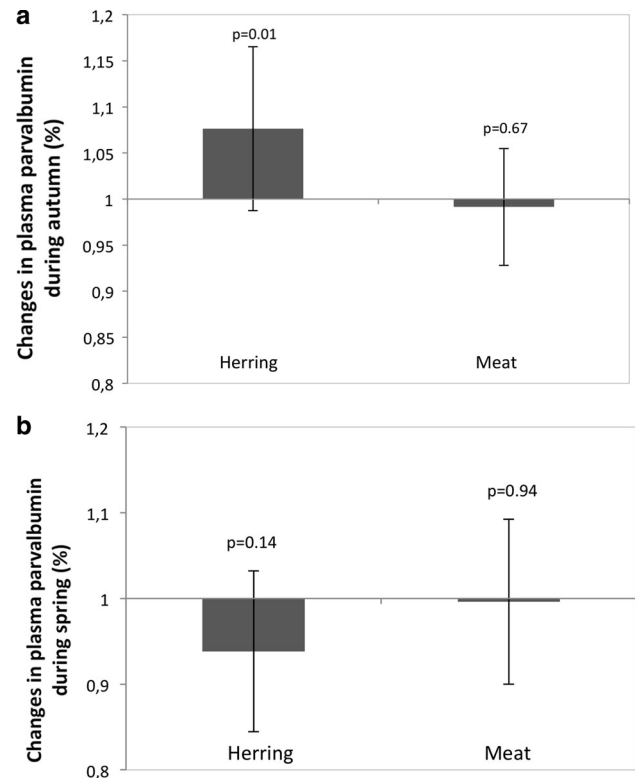 a
Changes in plasma parvalbumin
during autumn (%)
1,2
1,15
1,1
1,05
1
0,95
0,9
0,85
0,8
p=0.01
p=0.67
Herring
Meat
b
Changes in plasma parvalbumin
during spring (%)
1,2
1,1
1
0,9
0,8
p=0.14
p=0.94
Herring
Meat